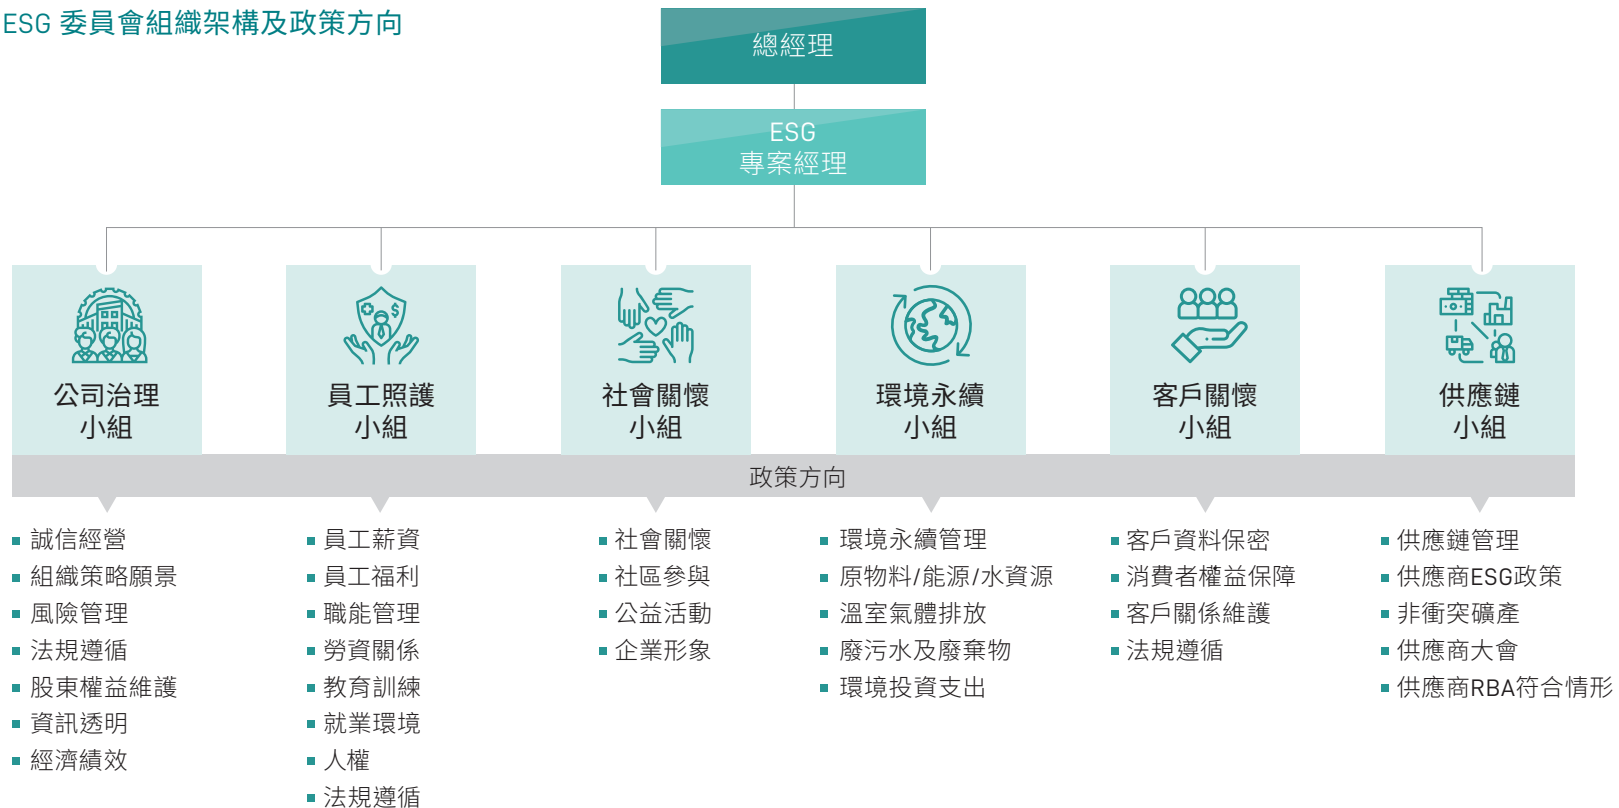 ESG 委員會組織架構及政策方向
總經理
ESG
專案經理
公司治理
小組
員工照護
小組
社會關懷
小組
環境永續
小組
客戶關懷
小組
供應鏈
小組
政策方向
誠信經營
組織策略願景
風險管理
法規遵循
股東權益維護
資訊透明
經濟績效
員工薪資
員工福利
職能管理
勞資關係
教育訓練
就業環境
人權
法規遵循
社會關懷
社區參與
公益活動
企業形象
環境永續管理
原物料/能源/水資源
溫室氣體排放
廢污水及廢棄物
環境投資支出
客戶資料保密
消費者權益保障
客戶關係維護
法規遵循
供應鏈管理
供應商ESG政策
非衝突礦產
供應商大會
供應商RBA符合情形